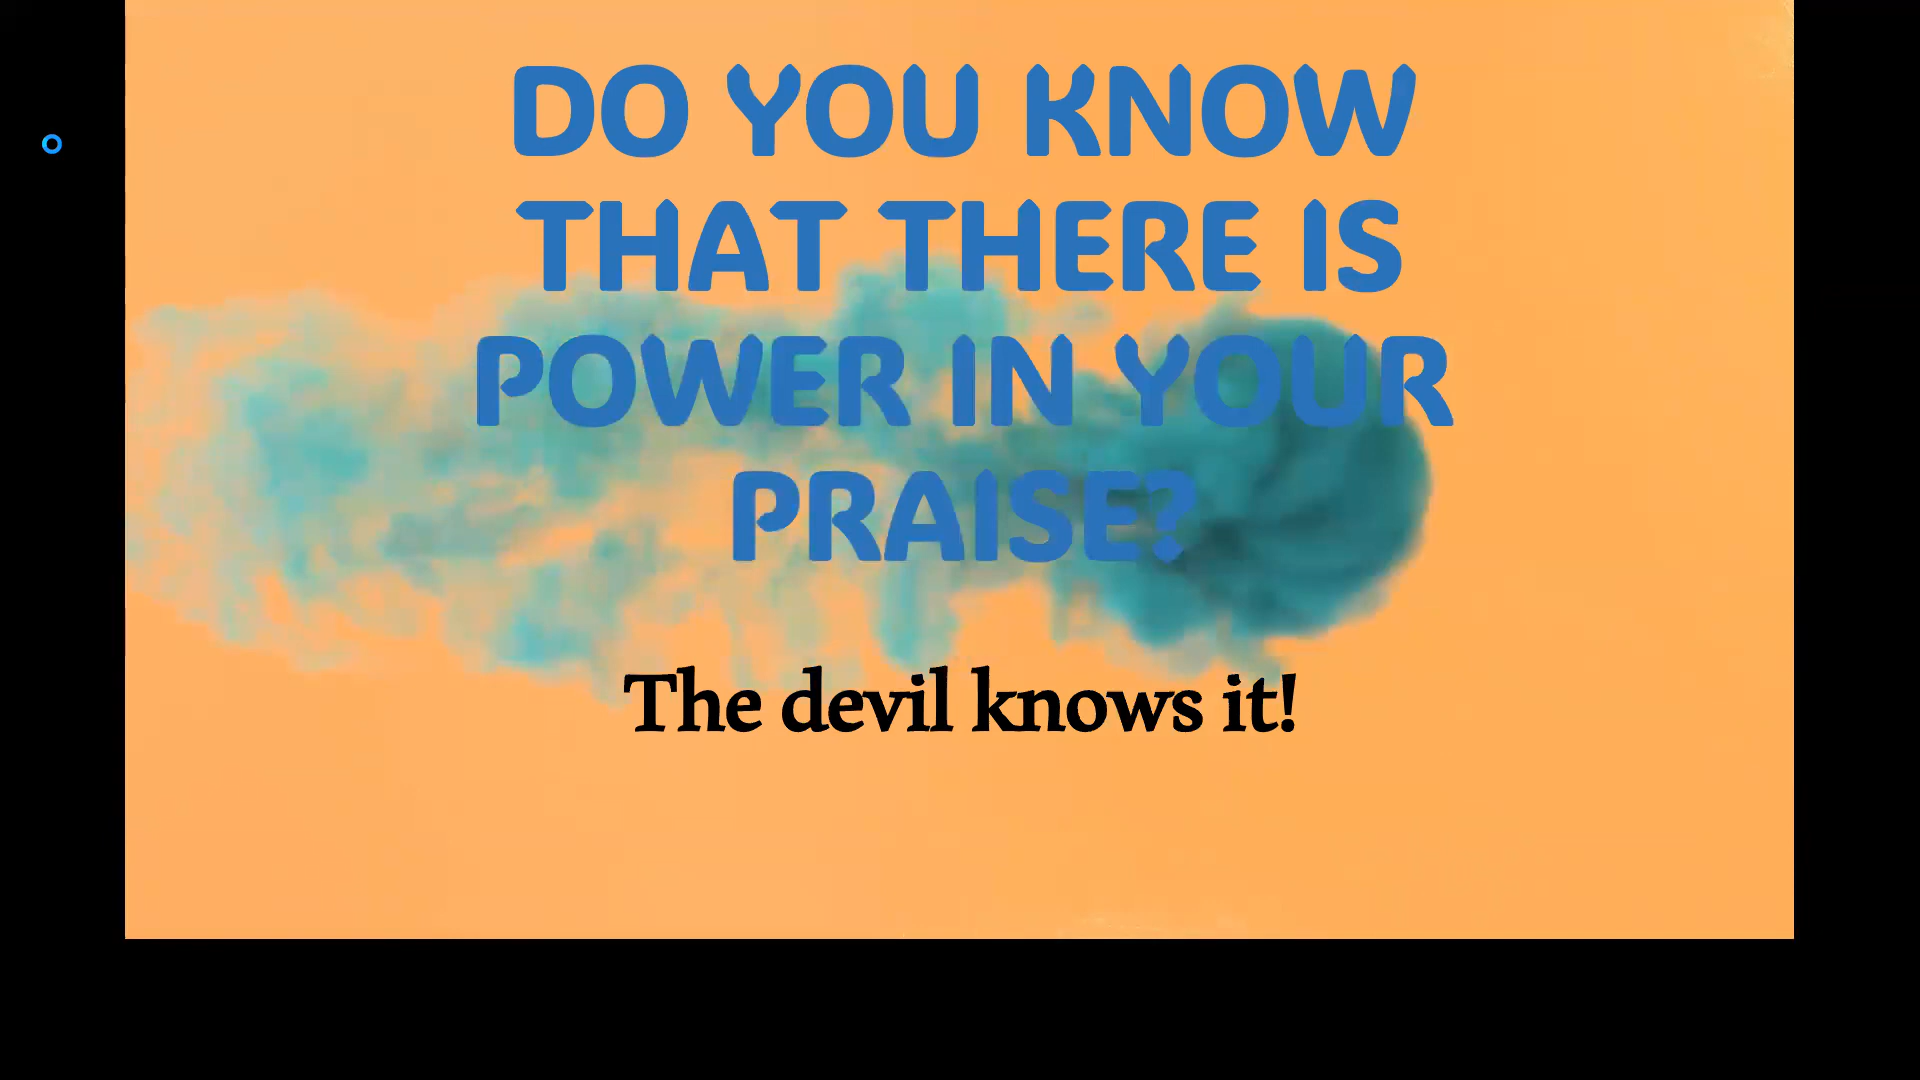 DO YOU KNOW
THAT THERE IS
POWER IN YOUR
PRAISE?
The devil knows it!